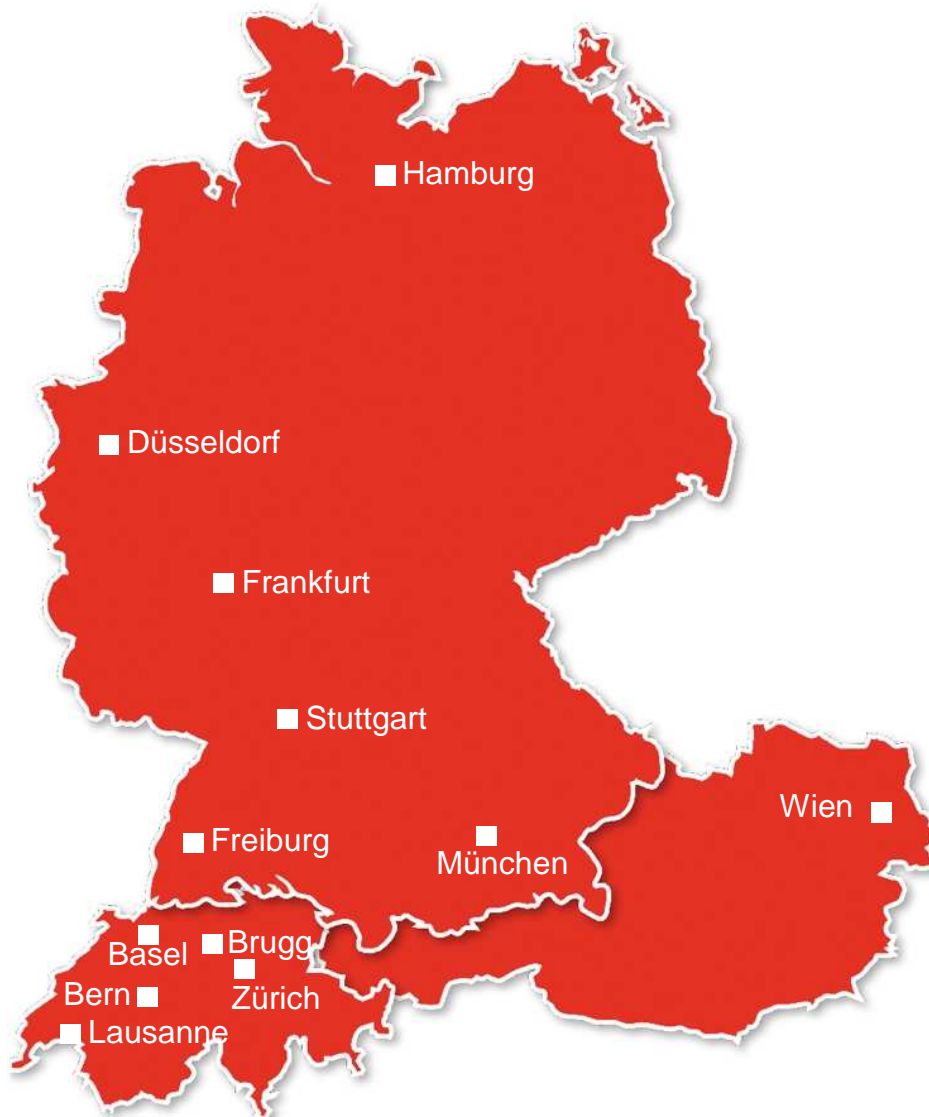 Hamburg
Düsseldorf
Frankfurt
Stuttgart
Wien
Freiburg
München
Brugg
Basel
Bern
Zürich
Lausanne